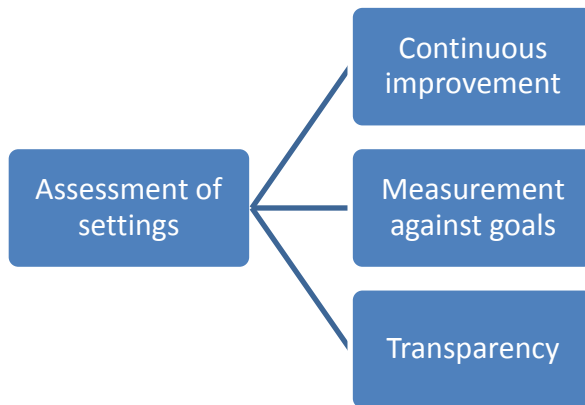 Continuous
improvement
Assessment of
settings
Measurement
against goals
Transparency